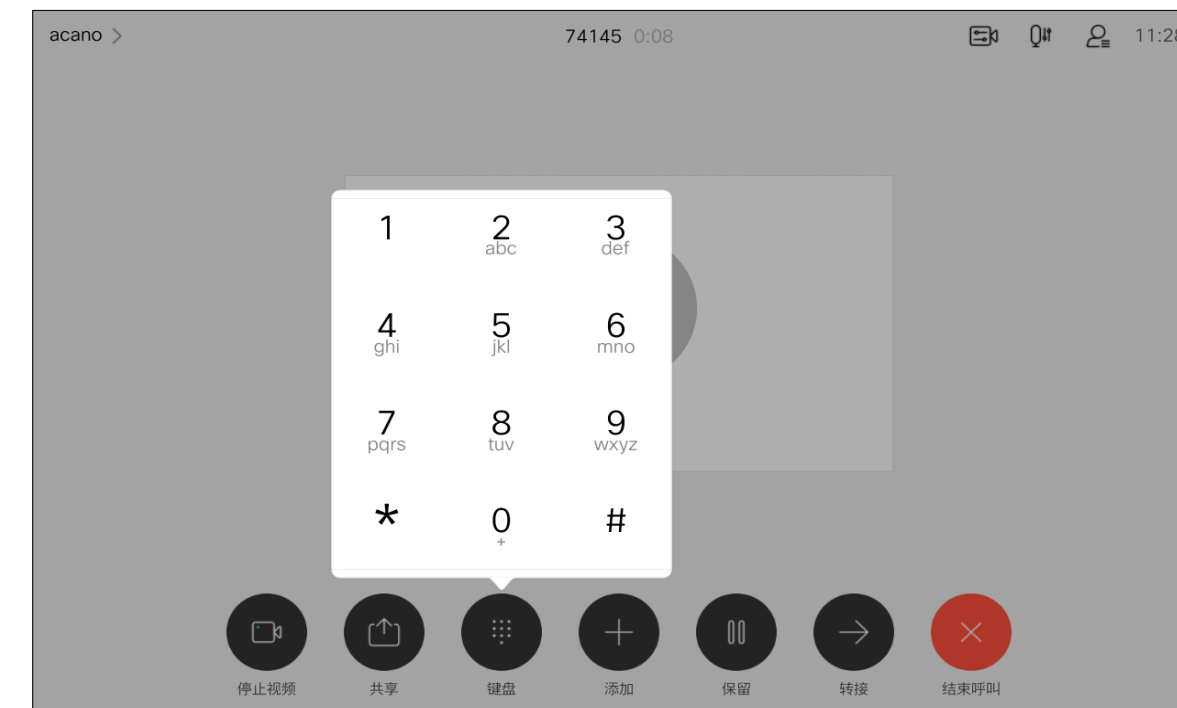 acano
74145 0:08
11:28
1 2 3
abc def
4 5 6
ghi jkl mno
7 8 9
pqrs tuv wxyz
* 0 #
+
停止视频 共享 键盘 添加 保留 转接 结束呼叫